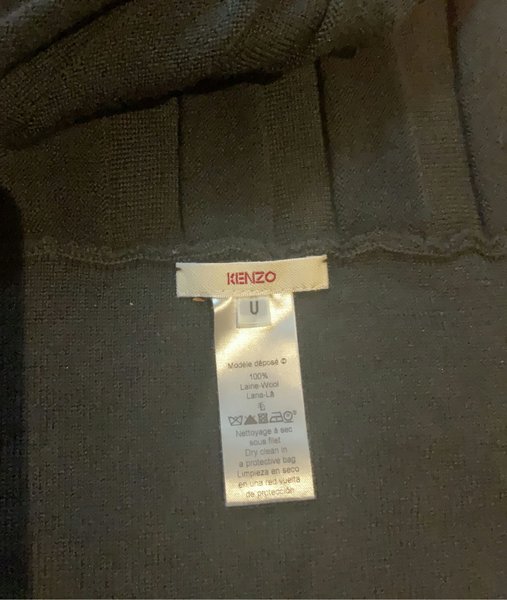 KENZO
U
Modèle déposé ©
100%
Laine-Wool
Lana-Lã
Nettoyage à sec
sous filet
Dry clean in
a protective bag
Limpieza en seco
en una red vuelta
de protección